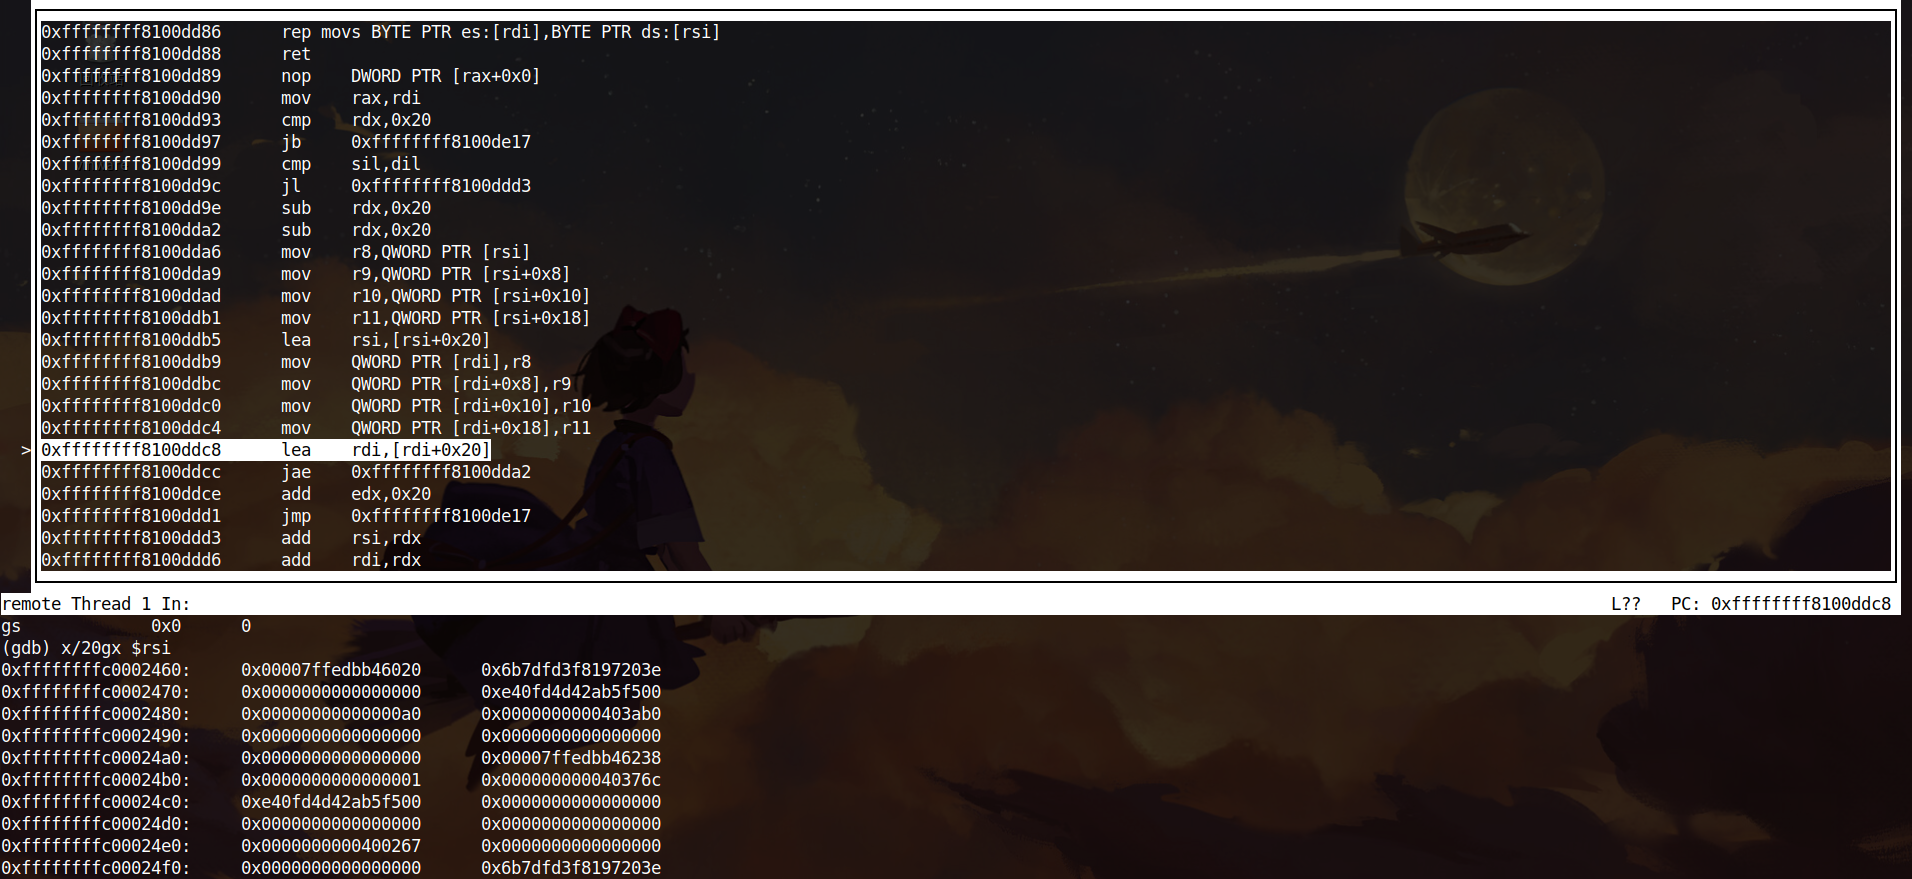 0xffffffff8100dd86      rep movs BYTE PTR es:[rdi],BYTE PTR ds:[rsi]
0xffffffff8100dd88      ret
0xffffffff8100dd89      nop    DWORD PTR [rax+0x0]
0xffffffff8100dd90      mov    rax,rdi
0xffffffff8100dd93      cmp    rdx,0x20
0xffffffff8100dd97      jb     0xffffffff8100de17
0xffffffff8100dd99      cmp    sil,dil
0xffffffff8100dd9c      jl     0xffffffff8100ddd3
0xffffffff8100dd9e      sub    rdx,0x20
0xffffffff8100dda2      sub    rdx,0x20
0xffffffff8100dda6      mov    r8,QWORD PTR [rsi]
0xffffffff8100dda9      mov    r9,QWORD PTR [rsi+0x8]
0xffffffff8100ddad      mov    r10,QWORD PTR [rsi+0x10]
0xffffffff8100ddb1      mov    r11,QWORD PTR [rsi+0x18]
0xffffffff8100ddb5      lea    rsi,[rsi+0x20]
0xffffffff8100ddb9      mov    QWORD PTR [rdi],r8
0xffffffff8100ddbc      mov    QWORD PTR [rdi+0x8],r9
0xffffffff8100ddc0      mov    QWORD PTR [rdi+0x10],r10
0xffffffff8100ddc4      mov    QWORD PTR [rdi+0x18],r11
> 0xffffffff8100ddc8      lea    rdi,[rdi+0x20]
0xffffffff8100ddcc      jae    0xffffffff8100dda2
0xffffffff8100ddce      add    edx,0x20
0xffffffff8100ddd1      jmp    0xffffffff8100de17
0xffffffff8100ddd3      add    rsi,rdx
0xffffffff8100ddd6      add    rdi,rdx
remote Thread 1 In:      L??   PC: 0xffffffff8100ddc8
gs             0x0      0
(gdb) x/20gx $rsi
0xffffffffc0002460:     0x00007ffedbb46020      0x6b7dfd3f8197203e
0xffffffffc0002470:     0x0000000000000000      0xe40fd4d42ab5f500
0xffffffffc0002480:     0x00000000000000a0      0x0000000000403ab0
0xffffffffc0002490:     0x0000000000000000      0x0000000000000000
0xffffffffc00024a0:     0x0000000000000000      0x00007ffedbb46238
0xffffffffc00024b0:     0x0000000000000001      0x000000000040376c
0xffffffffc00024c0:     0xe40fd4d42ab5f500      0x0000000000000000
0xffffffffc00024d0:     0x0000000000000000      0x0000000000000000
0xffffffffc00024e0:     0x0000000000400267      0x0000000000000000
0xffffffffc00024f0:     0x0000000000000000      0x6b7dfd3f8197203e